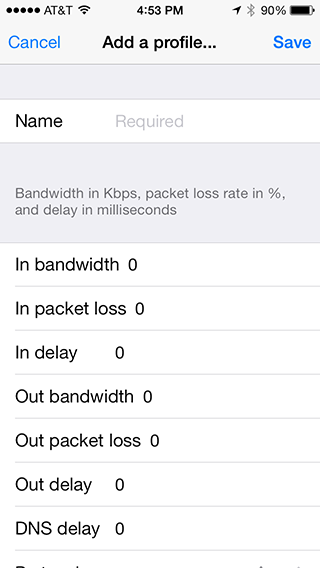 AT&T 4:53 PM 90%
Cancel Add a profile... Save
Name Required
Bandwidth in Kbps, packet loss rate in %,
and delay in milliseconds
In bandwidth 0
In packet loss 0
In delay 0
Out bandwidth 0
Out packet loss 0
Out delay 0
DNS delay 0